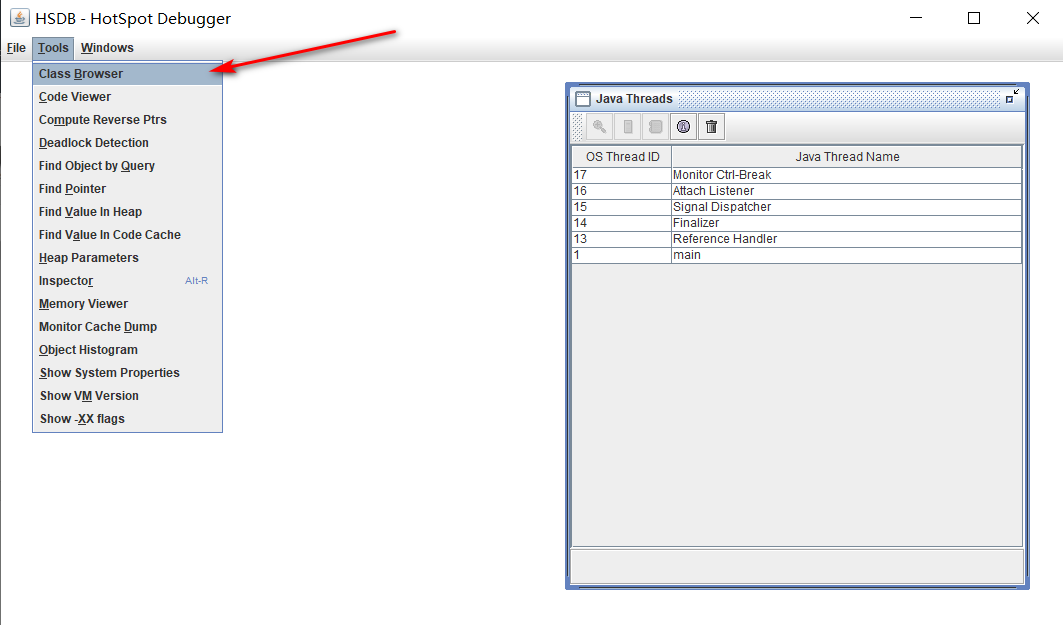 HSDB - HotSpot Debugger
File Tools Windows
Class Browser
Code Viewer
Compute Reverse Ptrs
Deadlock Detection
Find Object by Query
Find Pointer
Find Value In Heap
Find Value In Code Cache
Heap Parameters
Inspector Alt-R
Memory Viewer
Monitor Cache Dump
Object Histogram
Show System Properties
Show VM Version
Show -XX flags
Java Threads
OS Thread ID Java Thread Name
17 Monitor Ctrl-Break
16 Attach Listener
15 Signal Dispatcher
14 Finalizer
13 Reference Handler
1 main